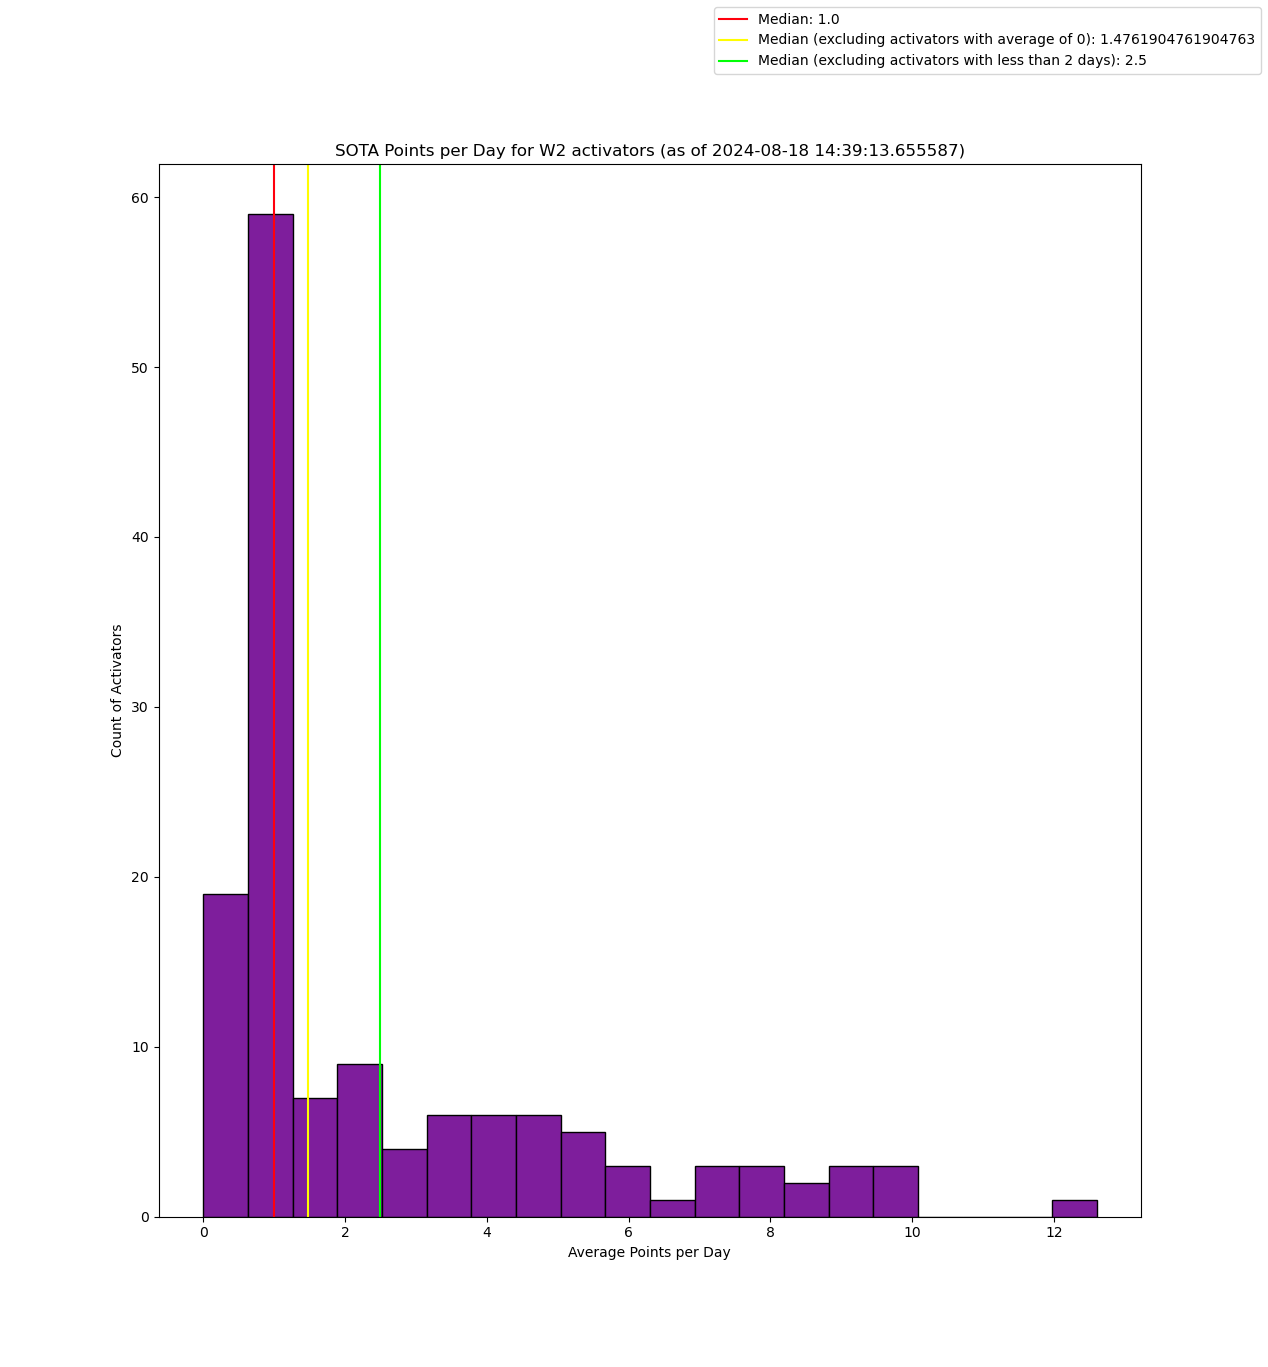 Median: 1.0
Median (excluding activators with average of 0): 1.4761904761904763
Median (excluding activators with less than 2 days): 2.5
SOTA Points per Day for W2 activators (as of 2024-08-18 14:39:13.655587)
60
50
40
30
20
10
0
Count of Activators
0 2 4 6 8 10 12
Average Points per Day